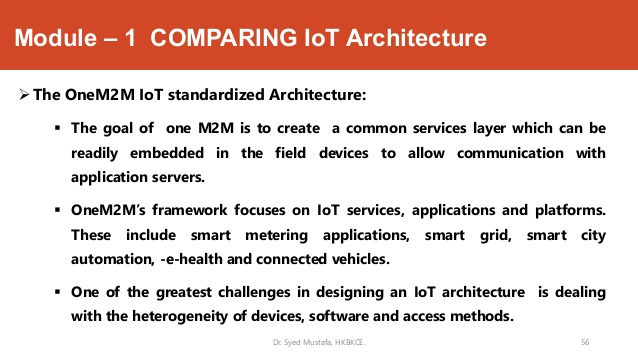 Module – 1  COMPARING IoT Architecture
➢The OneM2M IoT standardized Architecture:
▪ The goal of  one M2M is to create  a common services layer which can be
readily embedded in the field devices to allow communication with
application servers.
▪ OneM2M’s framework focuses on IoT services, applications and platforms.
These include smart metering applications, smart grid, smart city
automation, -e-health and connected vehicles.
▪ One of the greatest challenges in designing an IoT architecture  is dealing
with the heterogeneity of devices, software and access methods.
Dr. Syed Mustafa, HKBKCE.
56